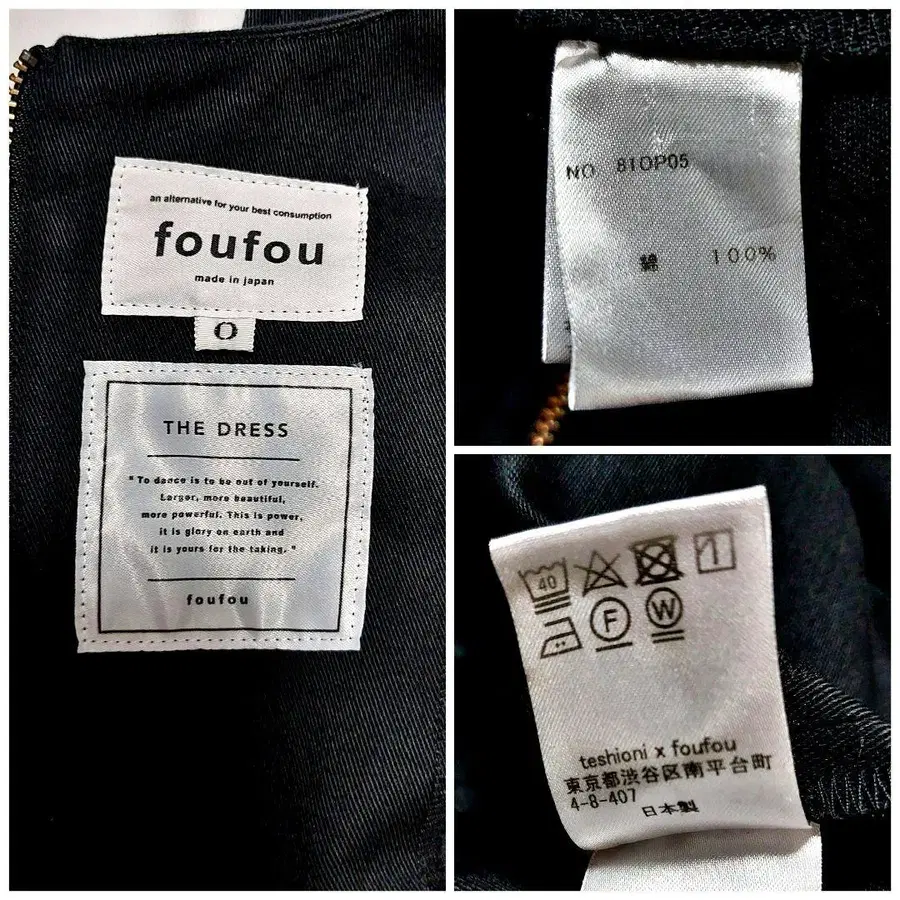 an alternative for your best consumption
foufou
made in japan
0
THE DRESS
" To dance is to be out of yourself.
Larger, more beautiful,
more powerful. This is power,
it is glory on earth and
it is yours for the taking. "
foufou
NO 810P05
綿 100%
40
F W
teshioni x foufou
東京都渋谷区南平台町
4-8-407
日本製